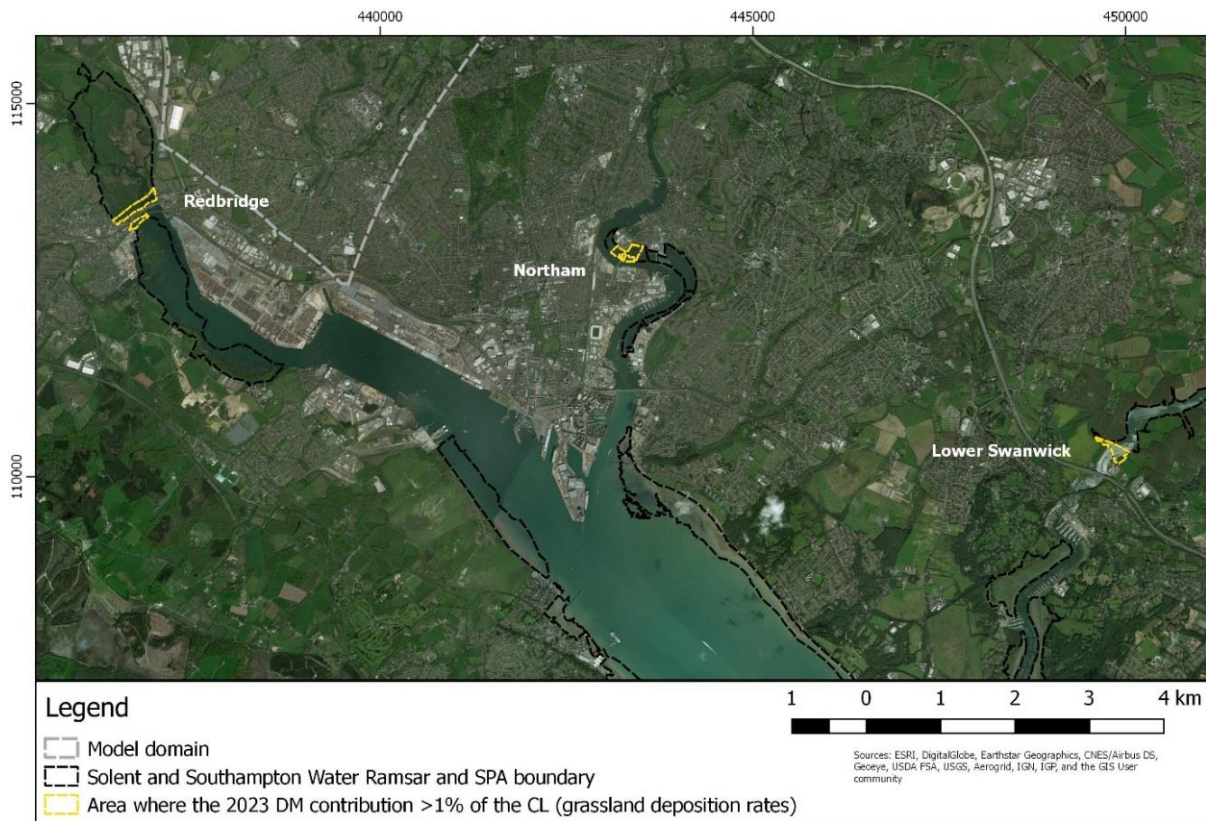 440000 445000 450000
115000
110000
Redbridge
Northam
Lower Swanwick
Legend
Model domain
Solent and Southampton Water Ramsar and SPA boundary
Area where the 2023 DM contribution >1% of the CL (grassland deposition rates)
1 0 1 2 3 4 km
Sources: ESRI, DigitalGlobe, Earthstar Geographics, CNES/Airbus DS,
Geoeye, USDA FSA, USGS, Aerogrid, IGN, IGP, and the GIS User
community